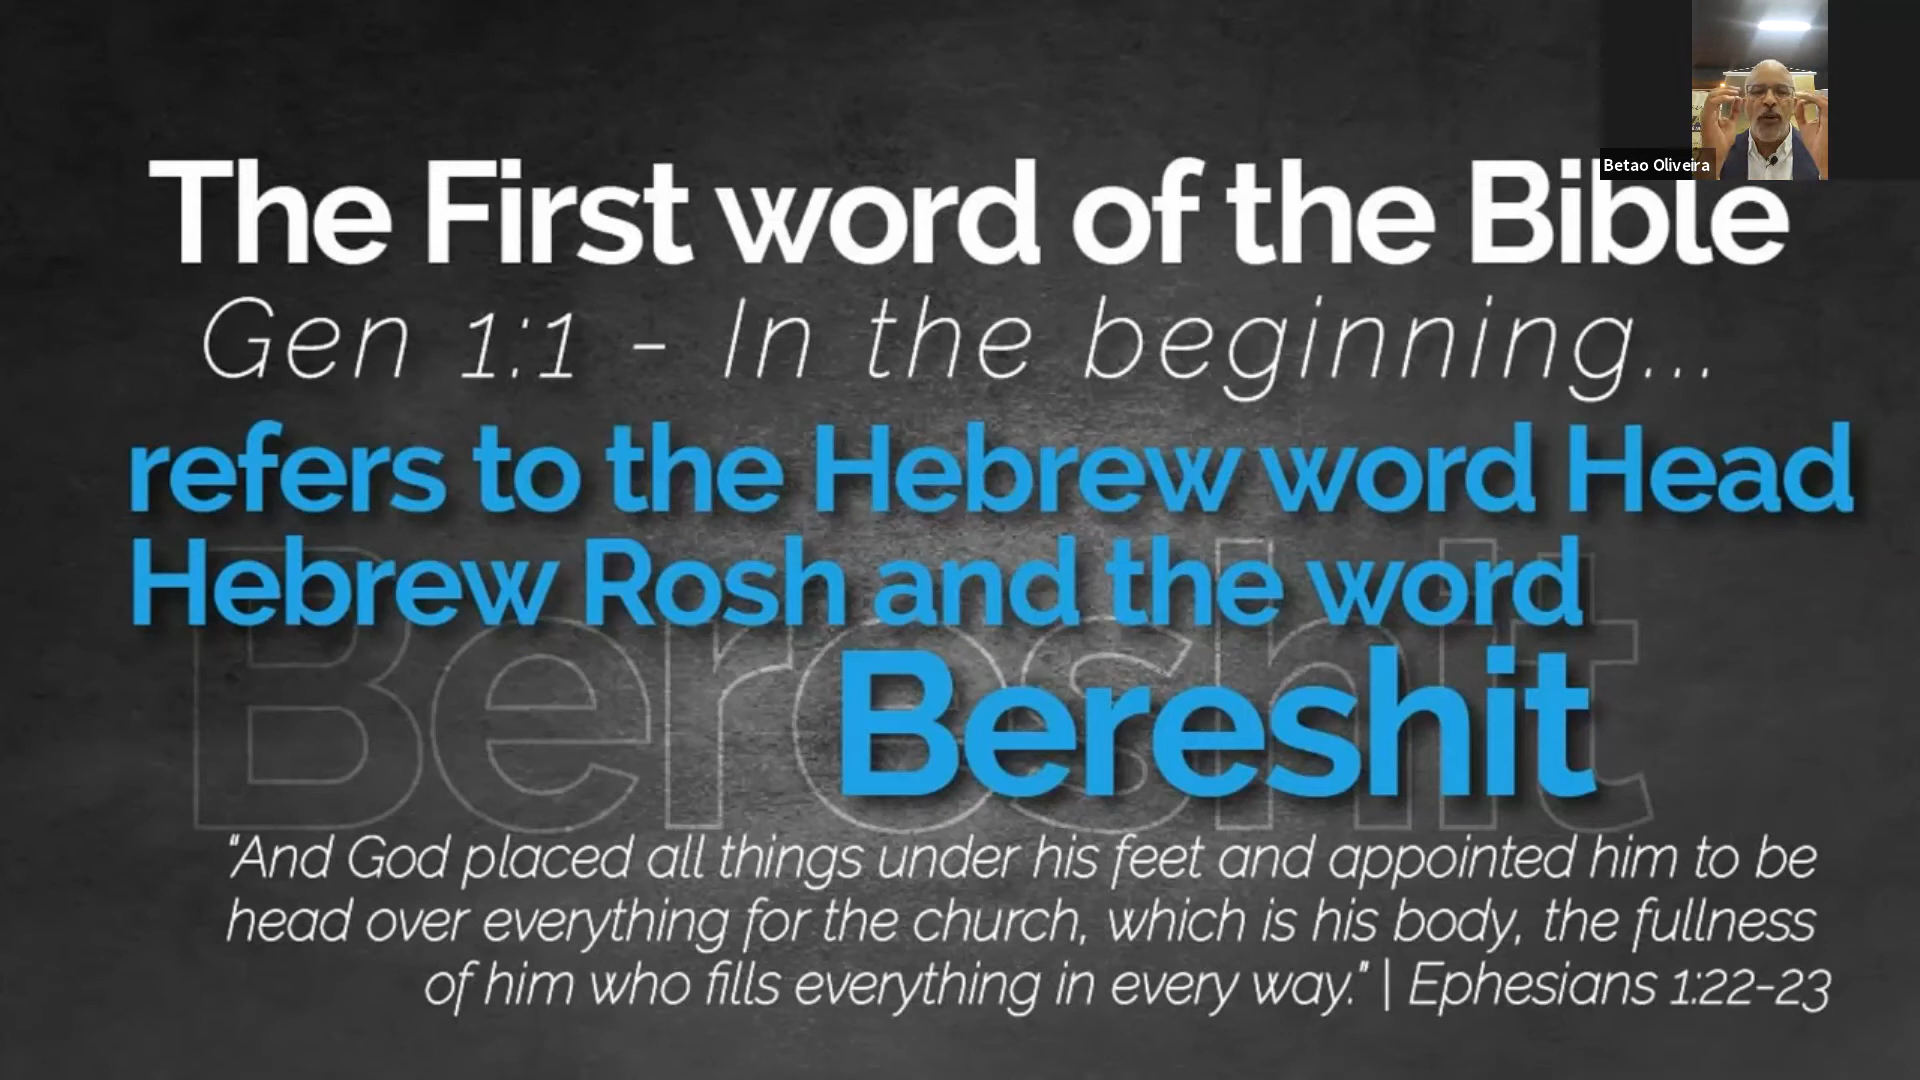 Betao Oliveira
The First word of the Bible
Gen 1:1 - In the beginning...
refers to the Hebrew word Head
Hebrew Rosh and the word
Bereshit
Bereshit
"And God placed all things under his feet and appointed him to be
head over everything for the church, which is his body, the fullness
of him who fills everything in every way." | Ephesians 1:22-23